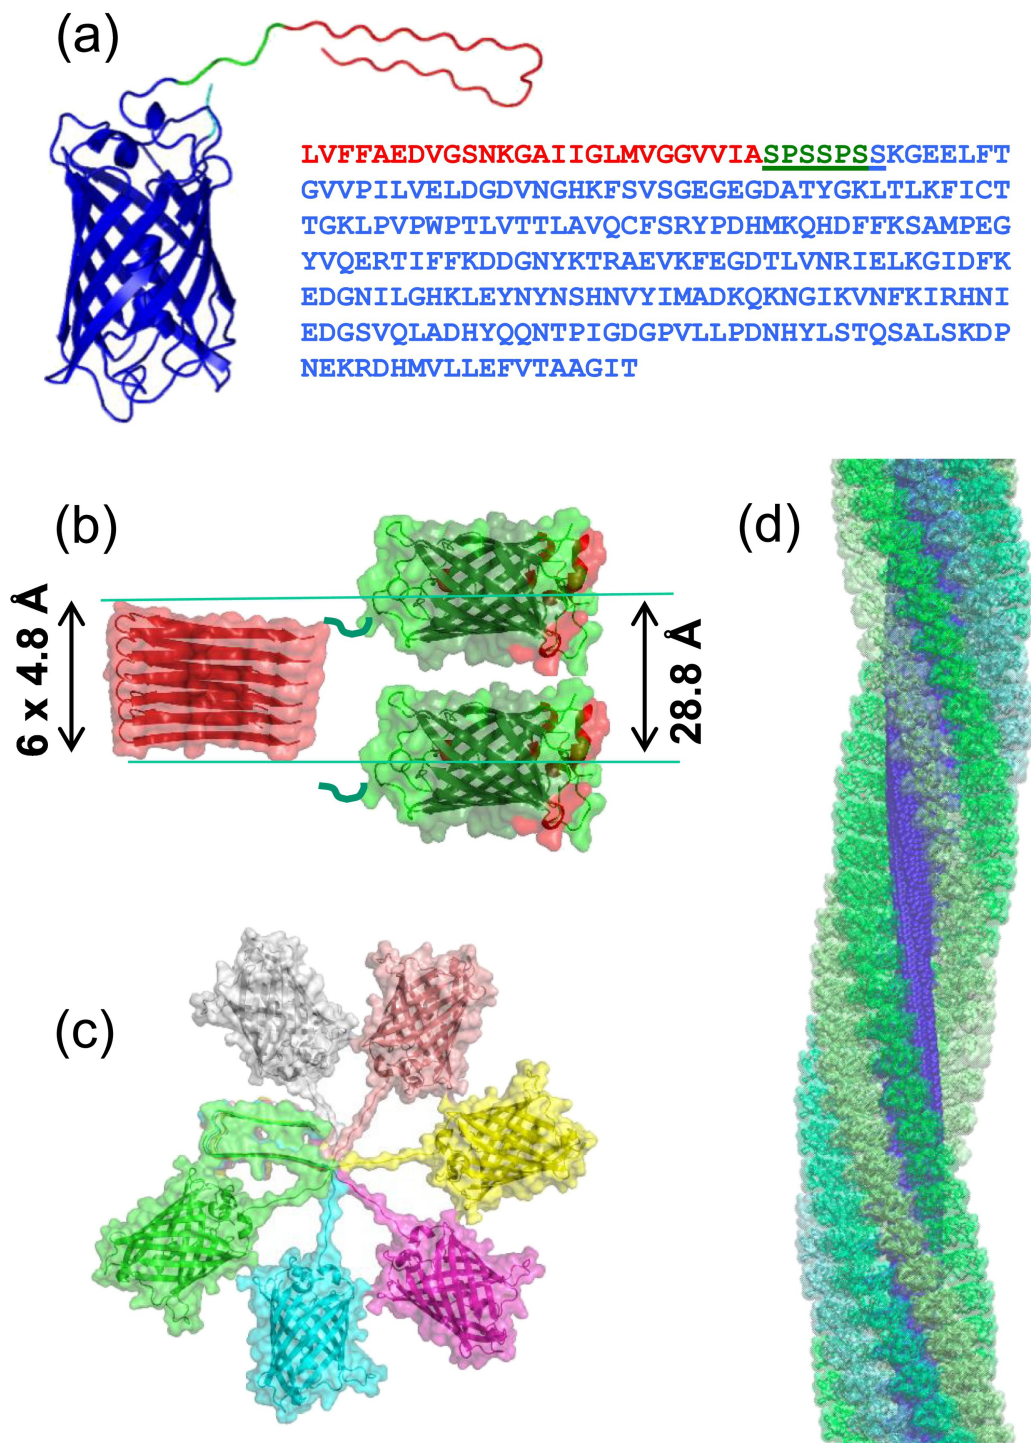 (a)
LVFFAEDVGSNKGAIIGLMVGGVVIASPSSPSSKGEELFT
GVVPILVELDGDVNGHKFSVSGEGEGDATYGKLTLKFICT
TGKLPVPWPTLVTTLAVQCFSRYPDHMKQHDFFKSAMPEG
YVQERTIFFKDDGNYKTRAEVKFEGDTLVNRIELKGIDFK
EDGNILGHKLEYNYNSHNVYIMADKQKNGIKVNFKIRHNI
EDGSVQLADHYQQNTPIGDGPVLLPDNHYLSTQSALSKDP
NEKRDHMVLLEFVTAAGIT
(b)
6 x 4.8 Å
28.8 Å
(d)
(c)